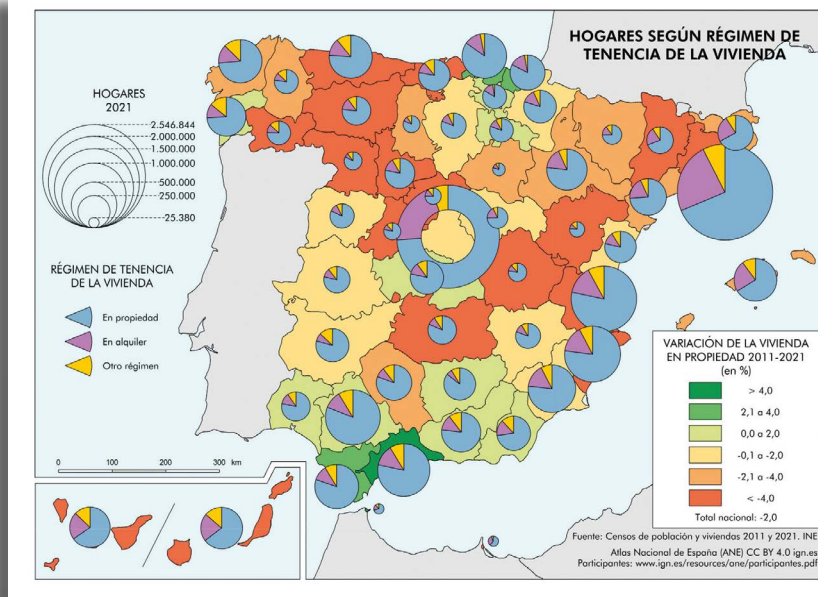 HOGARES SEGÚN RÉGIMEN DE
TENENCIA DE LA VIVIENDA
HOGARES
2021
2.546.844
2.000.000
1.500.000
1.000.000
500.000
250.000
25.380
RÉGIMEN DE TENENCIA
DE LA VIVIENDA
En propiedad
En alquiler
Otro régimen
0 100 200 300 km
VARIACIÓN DE LA VIVIENDA
EN PROPIEDAD 2011-2021
(en %)
> 4,0
2,1 a 4,0
0,0 a 2,0
-0,1 a -2,0
-2,1 a -4,0
< -4,0
Total nacional: -2,0
Fuente: Censos de población y viviendas 2011 y 2021. INE
Atlas Nacional de España (ANE) CC BY 4.0 ign.es
Participantes: www.ign.es/resources/ane/participantes.pdf